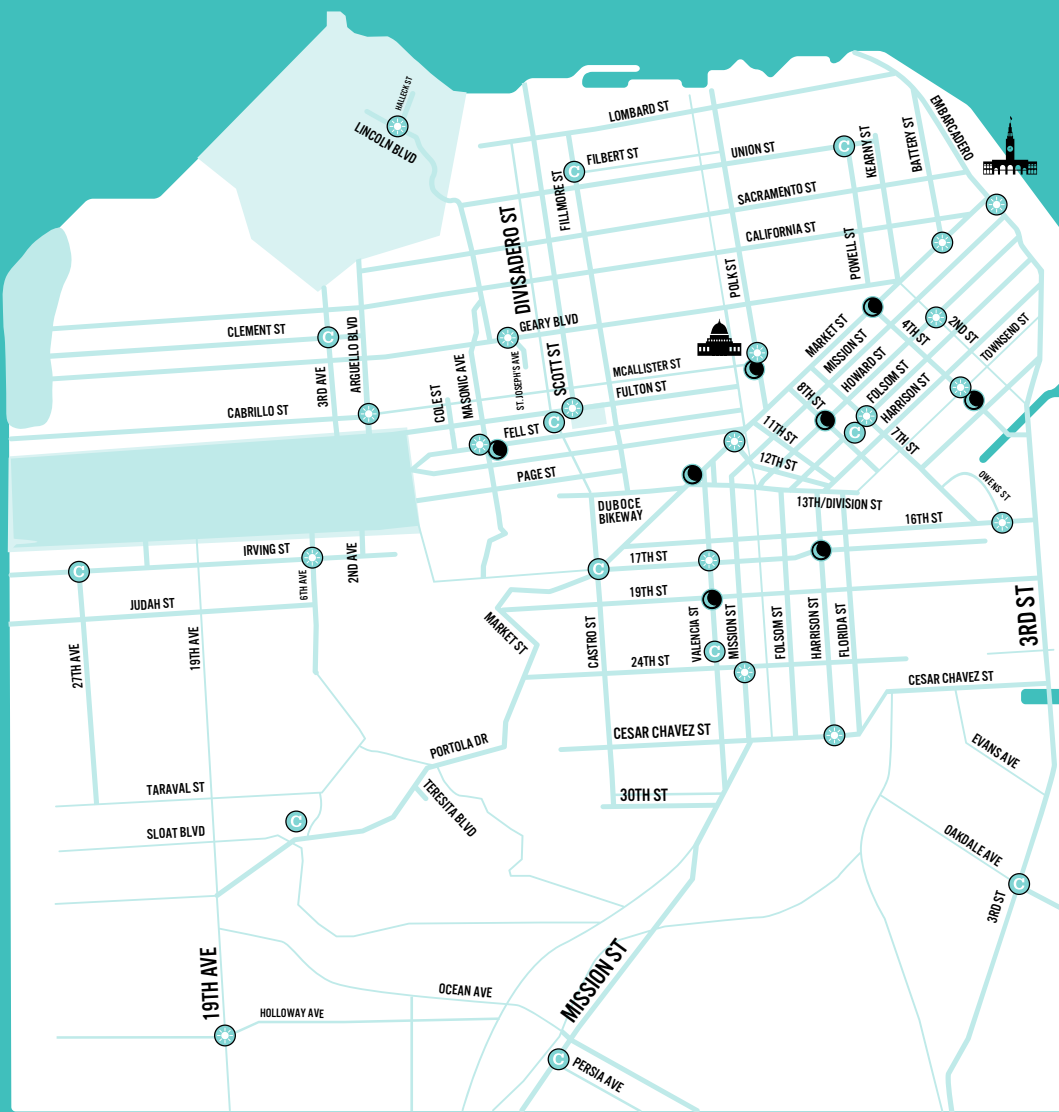 HALLECK ST
LINCOLN BLVD
LOMBARD ST
EMBARCADERO
FILBERT ST
UNION ST
C
C
KEARNY ST
BATTERY ST
FILLMORE ST
SACRAMENTO ST
CALIFORNIA ST
DIVISADERO ST
POWELL ST
POLK ST
CLEMENT ST
C
GEARY BLVD
3RD AVE
ARGUELLO BLVD
MARKET ST
MISSION ST
HOWARD ST
FOLSOM ST
HARRISON ST
4TH ST
2ND ST
TOWNSEND ST
COLE ST
MASONIC AVE
ST. JOSEPH'S AVE
SCOTT ST
MCALLISTER ST
FULTON ST
8TH ST
CABRILLO ST
FELL ST
C
11TH ST
C
7TH ST
12TH ST
PAGE ST
OWENS ST
DUBOCE
BIKEWAY
13TH/DIVISION ST
16TH ST
IRVING ST
C
6TH AVE
2ND AVE
C
17TH ST
19TH ST
JUDAH ST
MARKET ST
CASTRO ST
VALENCIA ST
MISSION ST
FOLSOM ST
HARRISON ST
FLORIDA ST
3RD ST
27TH AVE
19TH AVE
24TH ST
C
CESAR CHAVEZ ST
CESAR CHAVEZ ST
PORTOLA DR
EVANS AVE
TARAVAL ST
TERESITA BLVD
30TH ST
C
SLOAT BLVD
OAKDALE AVE
C
3RD ST
19TH AVE
MISSION ST
OCEAN AVE
HOLLOWAY AVE
C
PERSIA AVE